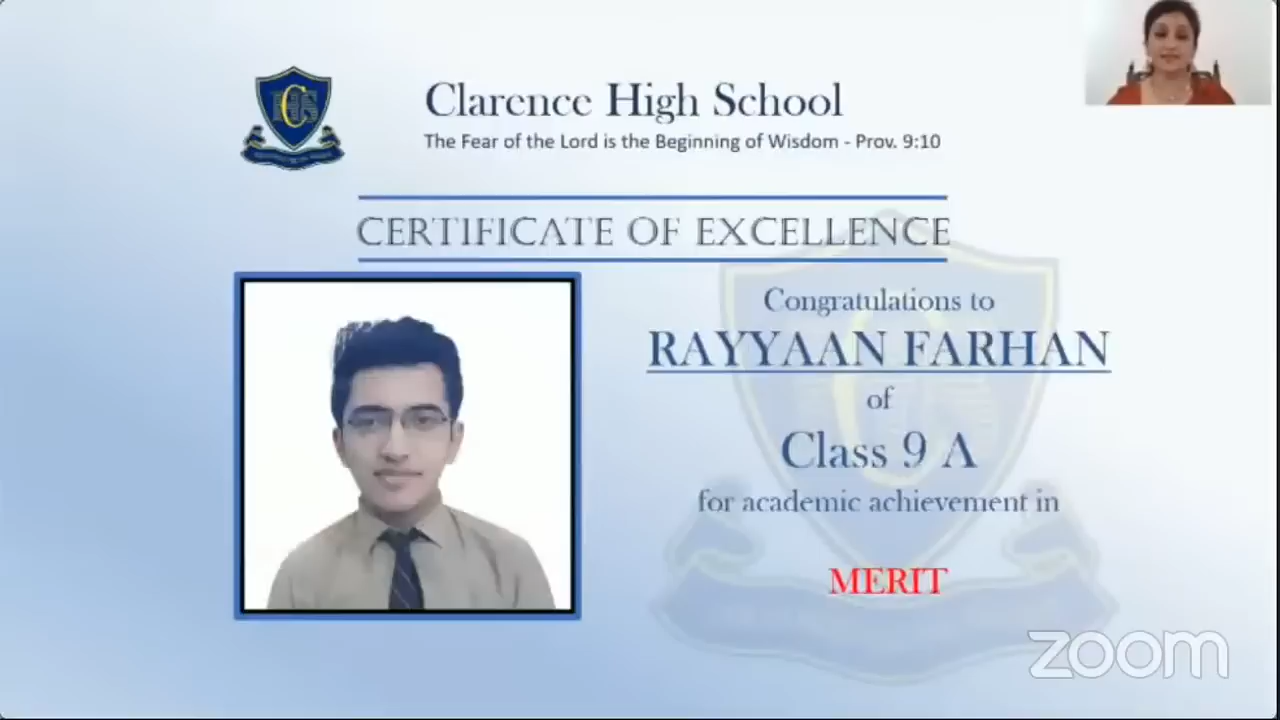 Clarence High School
The Fear of the Lord is the Beginning of Wisdom - Prov. 9:10
CERTIFICATE OF EXCELLENCE
Congratulations to
RAYYAAN FARHAN
of
Class 9 A
for academic achievement in
MERIT
zoom